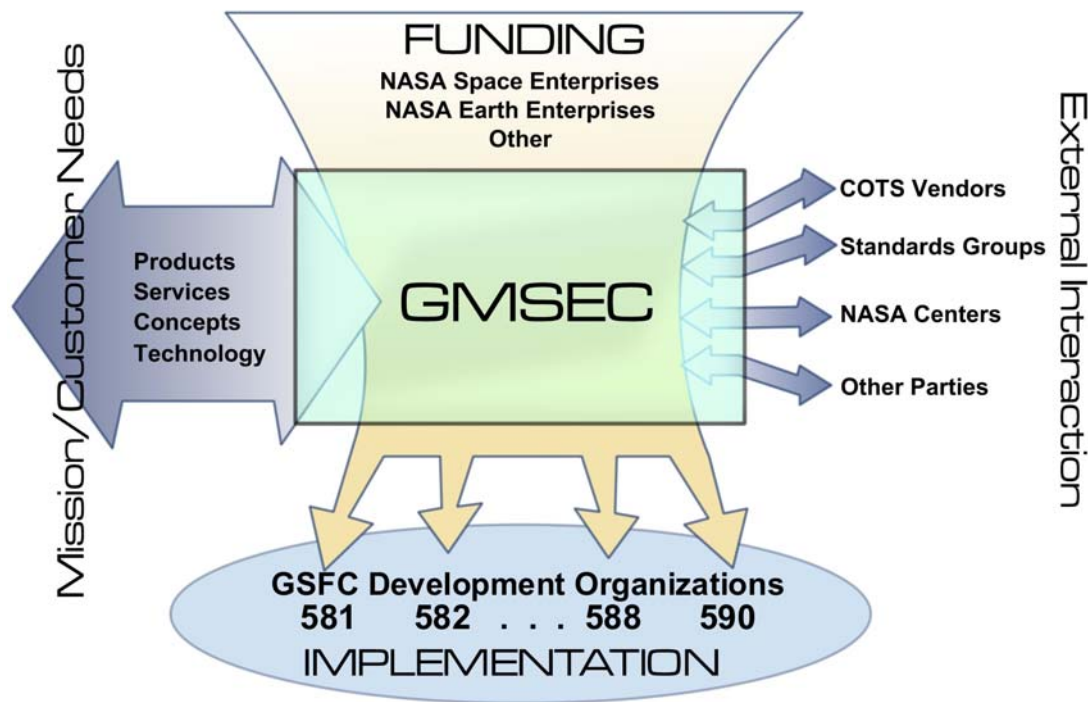 FUNDING
NASA Space Enterprises
NASA Earth Enterprises
Other
Mission/Customer Needs
Products
Services
Concepts
Technology
GMSEC
COTS Vendors
Standards Groups
NASA Centers
Other Parties
External Interaction
GSFC Development Organizations
581 582 . . . 588 590
IMPLEMENTATION